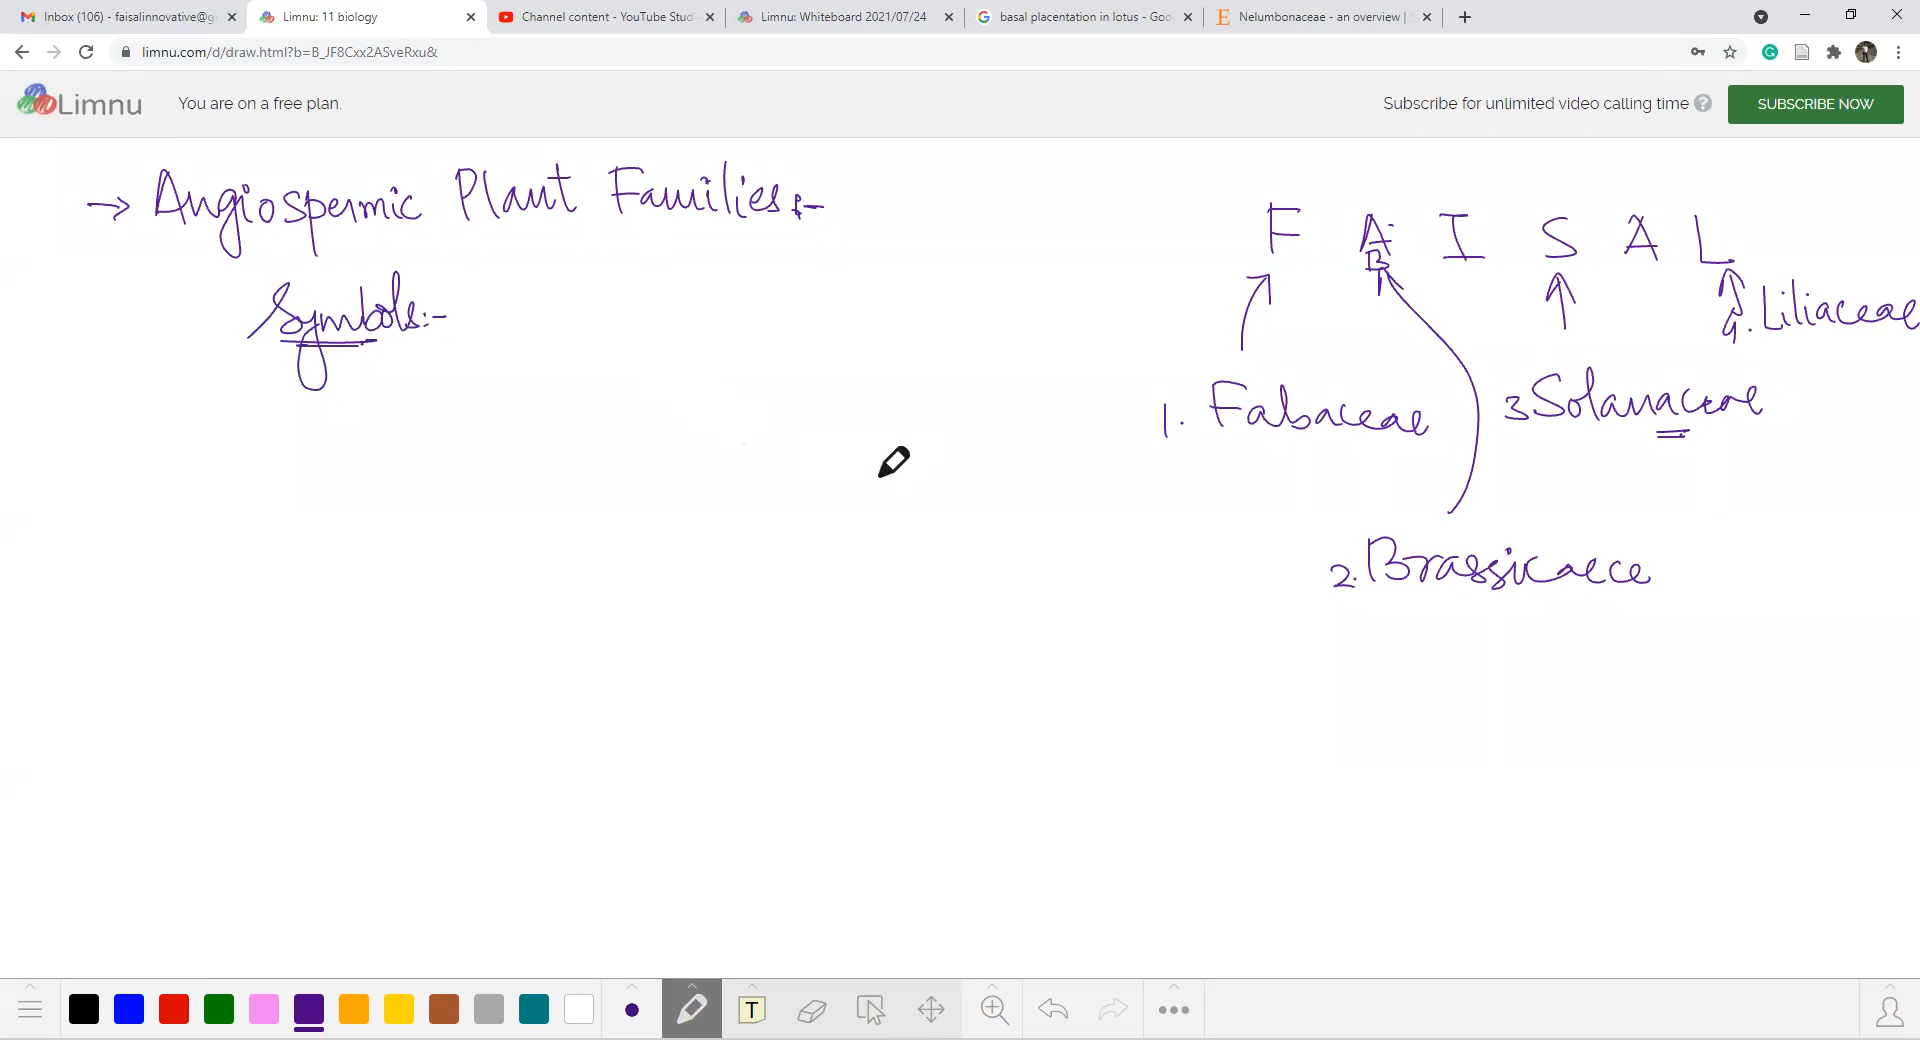 Inbox (106) - faisalinnovative@g
Limnu: 11 biology
Channel content - YouTube Stud
Limnu: Whiteboard 2021/07/24
basal placentation in lotus - Goo
Nelumbonaceae - an overview |
limnu.com/d/draw.html?b=B_JF8Cxx2ASveRxu&
Limnu
You are on a free plan.
Subscribe for unlimited video calling time ?
SUBSCRIBE NOW
→ Angiospermic Plant Families:-
Symbols:-
F A I S A L
B
4. Liliaceae
1. Fabaceae
3 Solanaceae
2. Brassicaece
T